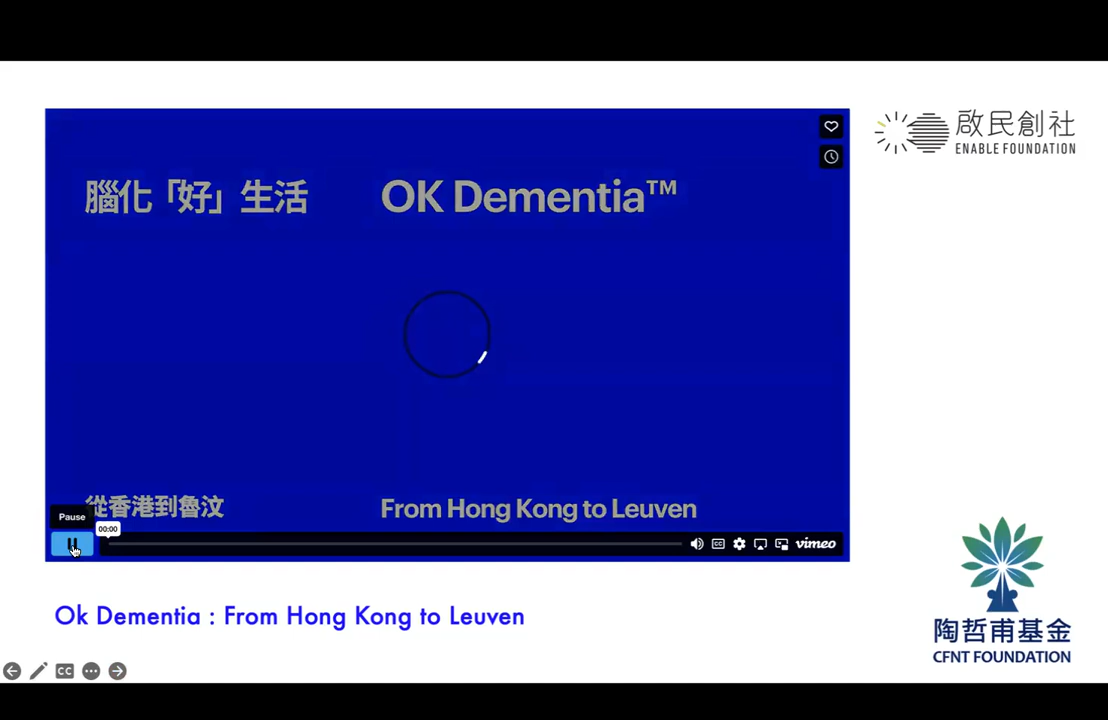 啟民創社
ENABLE FOUNDATION
腦化「好」生活
OK Dementia™
從香港到魯汶
From Hong Kong to Leuven
Pause
00:00
CC
vimeo
Ok Dementia : From Hong Kong to Leuven
陶哲甫基金
CFNT FOUNDATION
CC